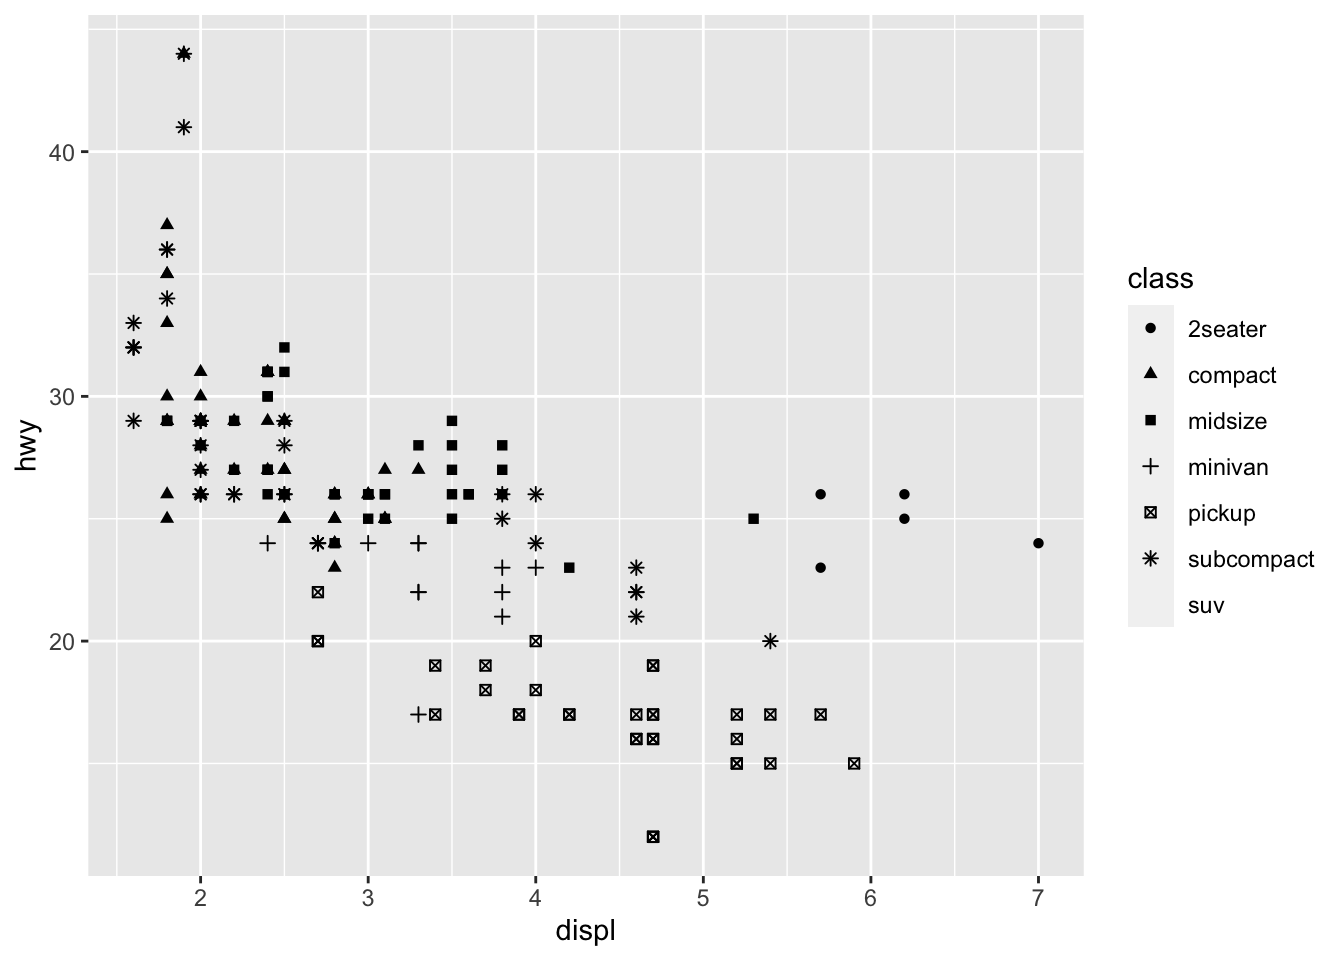 40
30
20
hwy
2
3
4
5
6
7
displ
class
2seater
compact
midsize
minivan
pickup
subcompact
suv